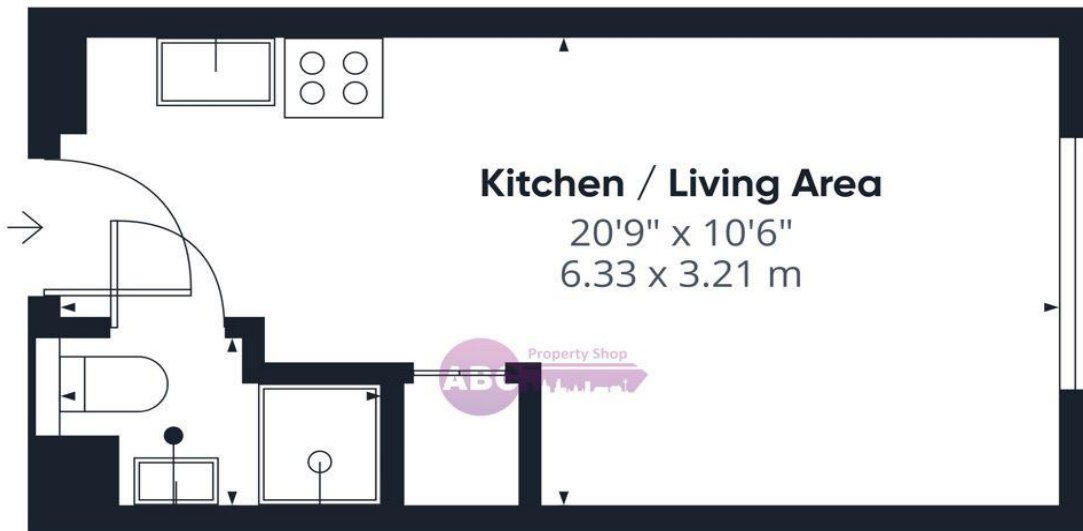 Kitchen / Living Area
20'9" x 10'6"
6.33 x 3.21 m
Property Shop
ABC